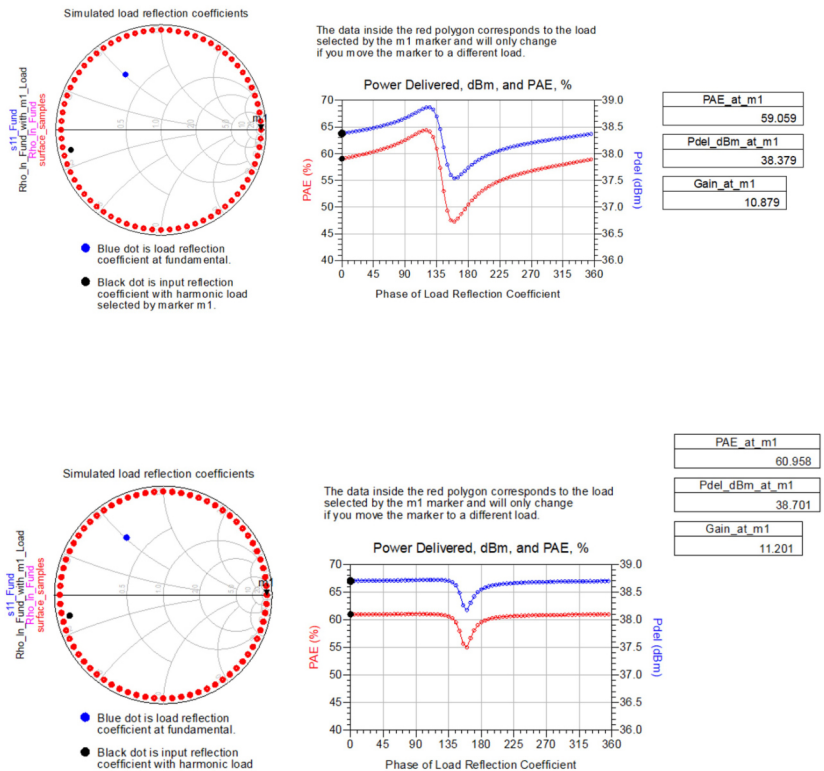 Simulated load reflection coefficients
The data inside the red polygon corresponds to the load
selected by the m1 marker and will only change
if you move the marker to a different load.
s11_Fund
Rho_In_Fund_with_m1_Load
Rho_In_Fund
surface_samples
Blue dot is load reflection
coefficient at fundamental.
Black dot is input reflection
coefficient with harmonic load
selected by marker m1.
Power Delivered, dBm, and PAE, %
PAE (%)
70
65
60
55
50
45
40
39.0
38.5
38.0
37.5
37.0
36.5
36.0
Pdel (dBm)
0 45 90 135 180 225 270 315 360
Phase of Load Reflection Coefficient
PAE_at_m1
59.059
Pdel_dBm_at_m1
38.379
Gain_at_m1
10.879
PAE_at_m1
60.958
Pdel_dBm_at_m1
38.701
Gain_at_m1
11.201
Simulated load reflection coefficients
The data inside the red polygon corresponds to the load
selected by the m1 marker and will only change
if you move the marker to a different load.
s11_Fund
Rho_In_Fund_with_m1_Load
Rho_In_Fund
surface_samples
Blue dot is load reflection
coefficient at fundamental.
Black dot is input reflection
coefficient with harmonic load
Power Delivered, dBm, and PAE, %
PAE (%)
70
65
60
55
50
45
40
39.0
38.5
38.0
37.5
37.0
36.5
36.0
Pdel (dBm)
0 45 90 135 180 225 270 315 360
Phase of Load Reflection Coefficient